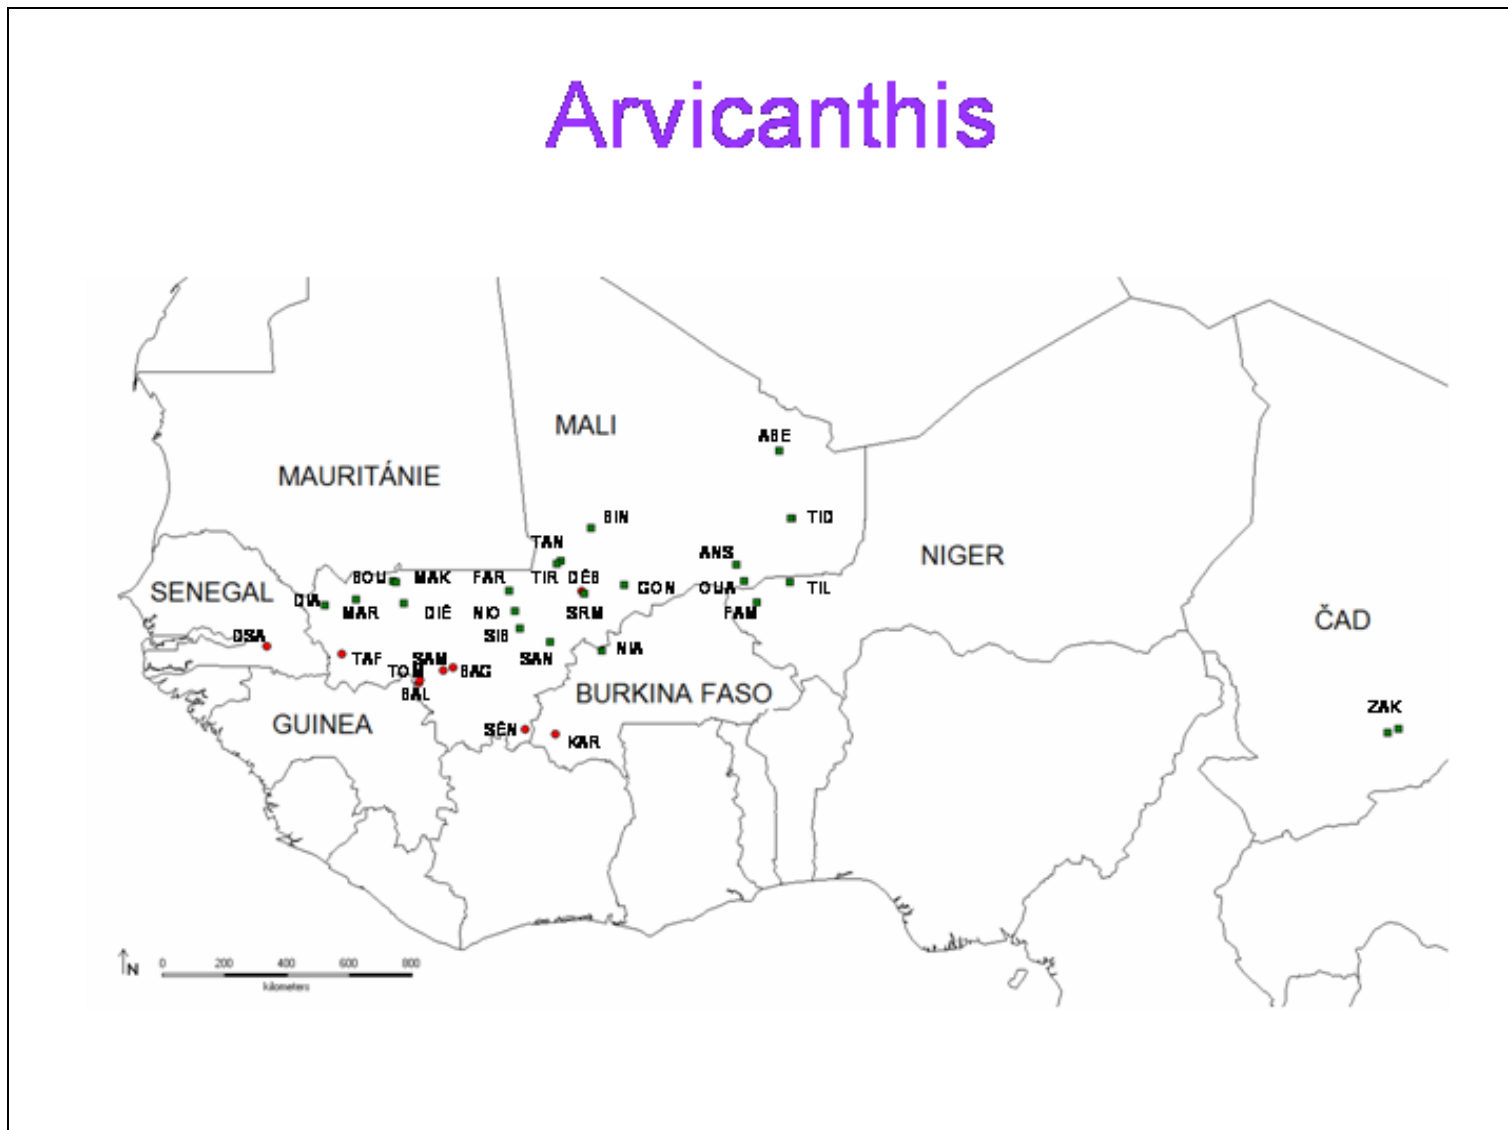 Arvicanthis
MALI
ABE
MAURITÁNIE
BIN
TID
TAN
ANS
NIGER
SENEGAL
BOU
MAK
FAR
TIR
DÉB
GON
OUA
TIL
DIA
MAR
DIÉ
NIO
SRM
FAM
ČAD
DSA
SIB
SAN
NIA
TAF
SAM
TOM
BAG
BAL
BURKINA FASO
GUINEA
SÉN
KAR
ZAK
N
0 200 400 600 800
kilometers